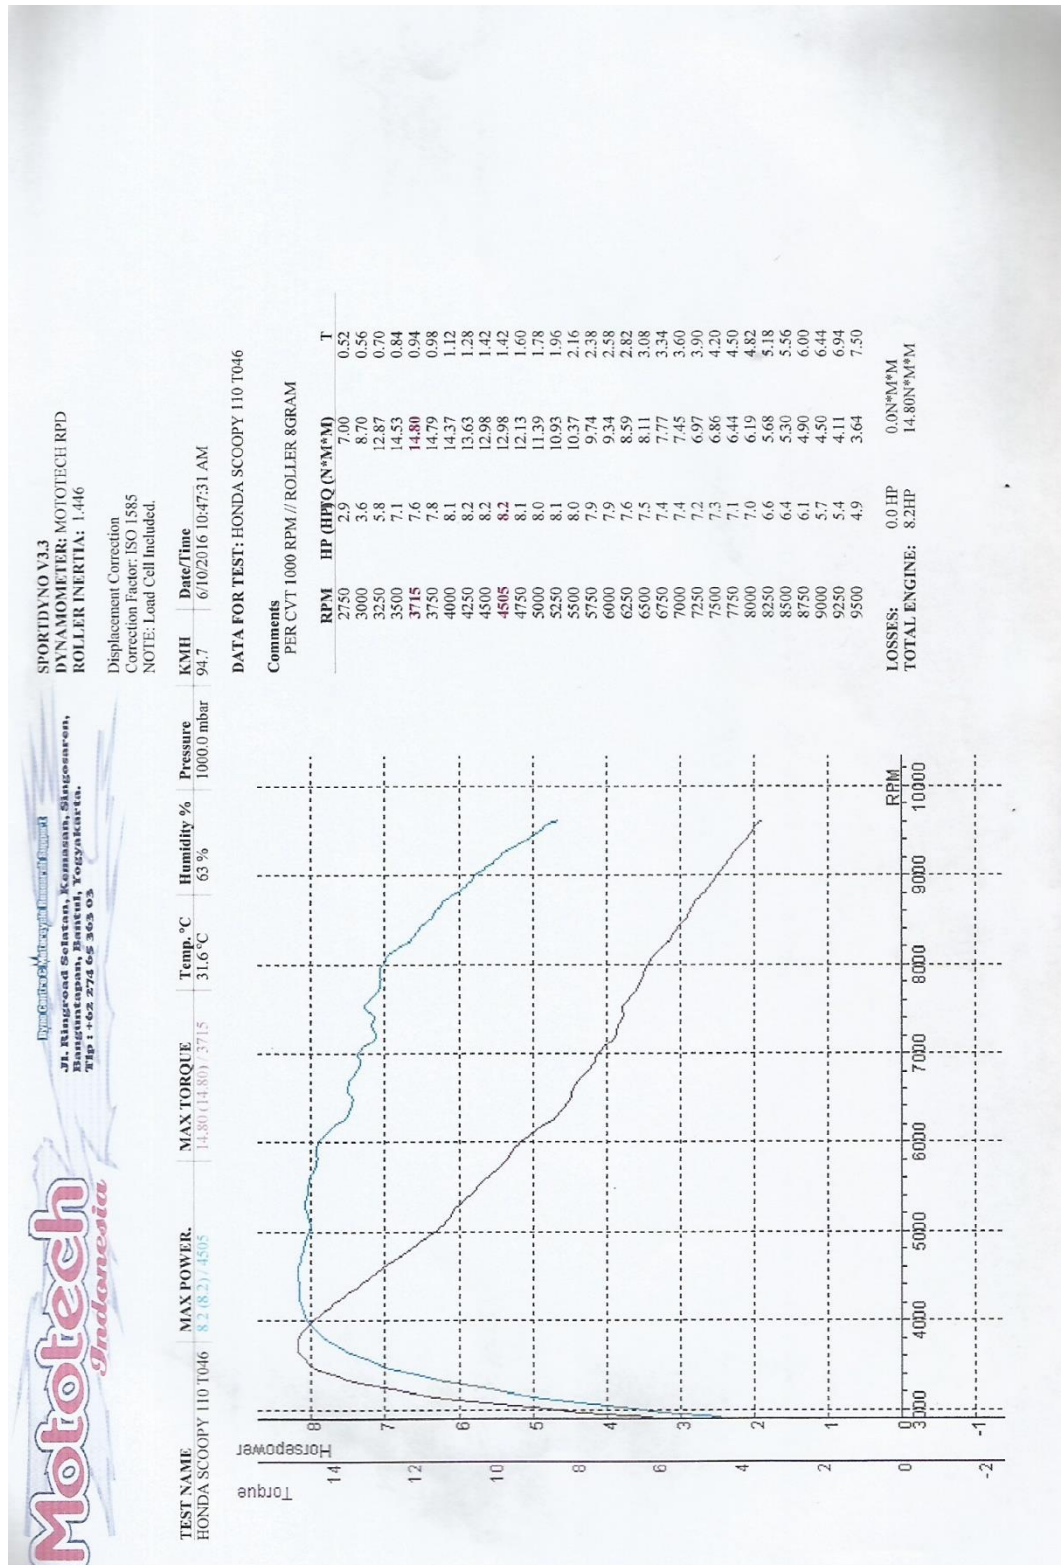 Mototech
Indonesia
Jl. Ringroad Selatan, Kemasan, Singosaren,
Banguntapan, Bantul, Yogyakarta.
Tlp : +62 274 65 363 03
SPORTDYNO V3.3
DYNAMOMETER: MOTOTECH RPD
ROLLER INERTIA: 1.446
Displacement Correction
Correction Factor: ISO 1585
NOTE: Load Cell Included.
TEST NAME MAX POWER. MAX TORQUE Temp. °C Humidity % Pressure KMH Date/Time
HONDA SCOOPY 110 T046 8.2 (8.2) / 4505 14.80 (14.80) / 3715 31.6°C 63 % 1000.0 mbar 94.7 6/10/2016 10:47:31 AM
Torque
Horsepower
14
12
10
8
6
4
2
0
-2
8
7
6
5
4
3
2
1
0
-1
3000 4000 5000 6000 7000 8000 9000 10000
RPM
DATA FOR TEST: HONDA SCOOPY 110 T046
Comments
PER CVT 1000 RPM // ROLLER 8GRAM
RPM HP (HP)TQ (N*M*M) T
2750 2.9 7.00 0.52
3000 3.6 8.70 0.56
3250 5.8 12.87 0.70
3500 7.1 14.53 0.84
3715 7.6 14.80 0.94
3750 7.8 14.79 0.98
4000 8.1 14.37 1.12
4250 8.2 13.63 1.28
4500 8.2 12.98 1.42
4505 8.2 12.98 1.42
4750 8.1 12.13 1.60
5000 8.0 11.39 1.78
5250 8.1 10.93 1.96
5500 8.0 10.37 2.16
5750 7.9 9.74 2.38
6000 7.9 9.34 2.58
6250 7.6 8.59 2.82
6500 7.5 8.11 3.08
6750 7.4 7.77 3.34
7000 7.4 7.45 3.60
7250 7.2 6.97 3.90
7500 7.3 6.86 4.20
7750 7.1 6.44 4.50
8000 7.0 6.19 4.82
8250 6.6 5.68 5.18
8500 6.4 5.30 5.56
8750 6.1 4.90 6.00
9000 5.7 4.50 6.44
9250 5.4 4.11 6.94
9500 4.9 3.64 7.50
LOSSES: 0.0 HP 0.0N*M*M
TOTAL ENGINE: 8.2HP 14.80N*M*M